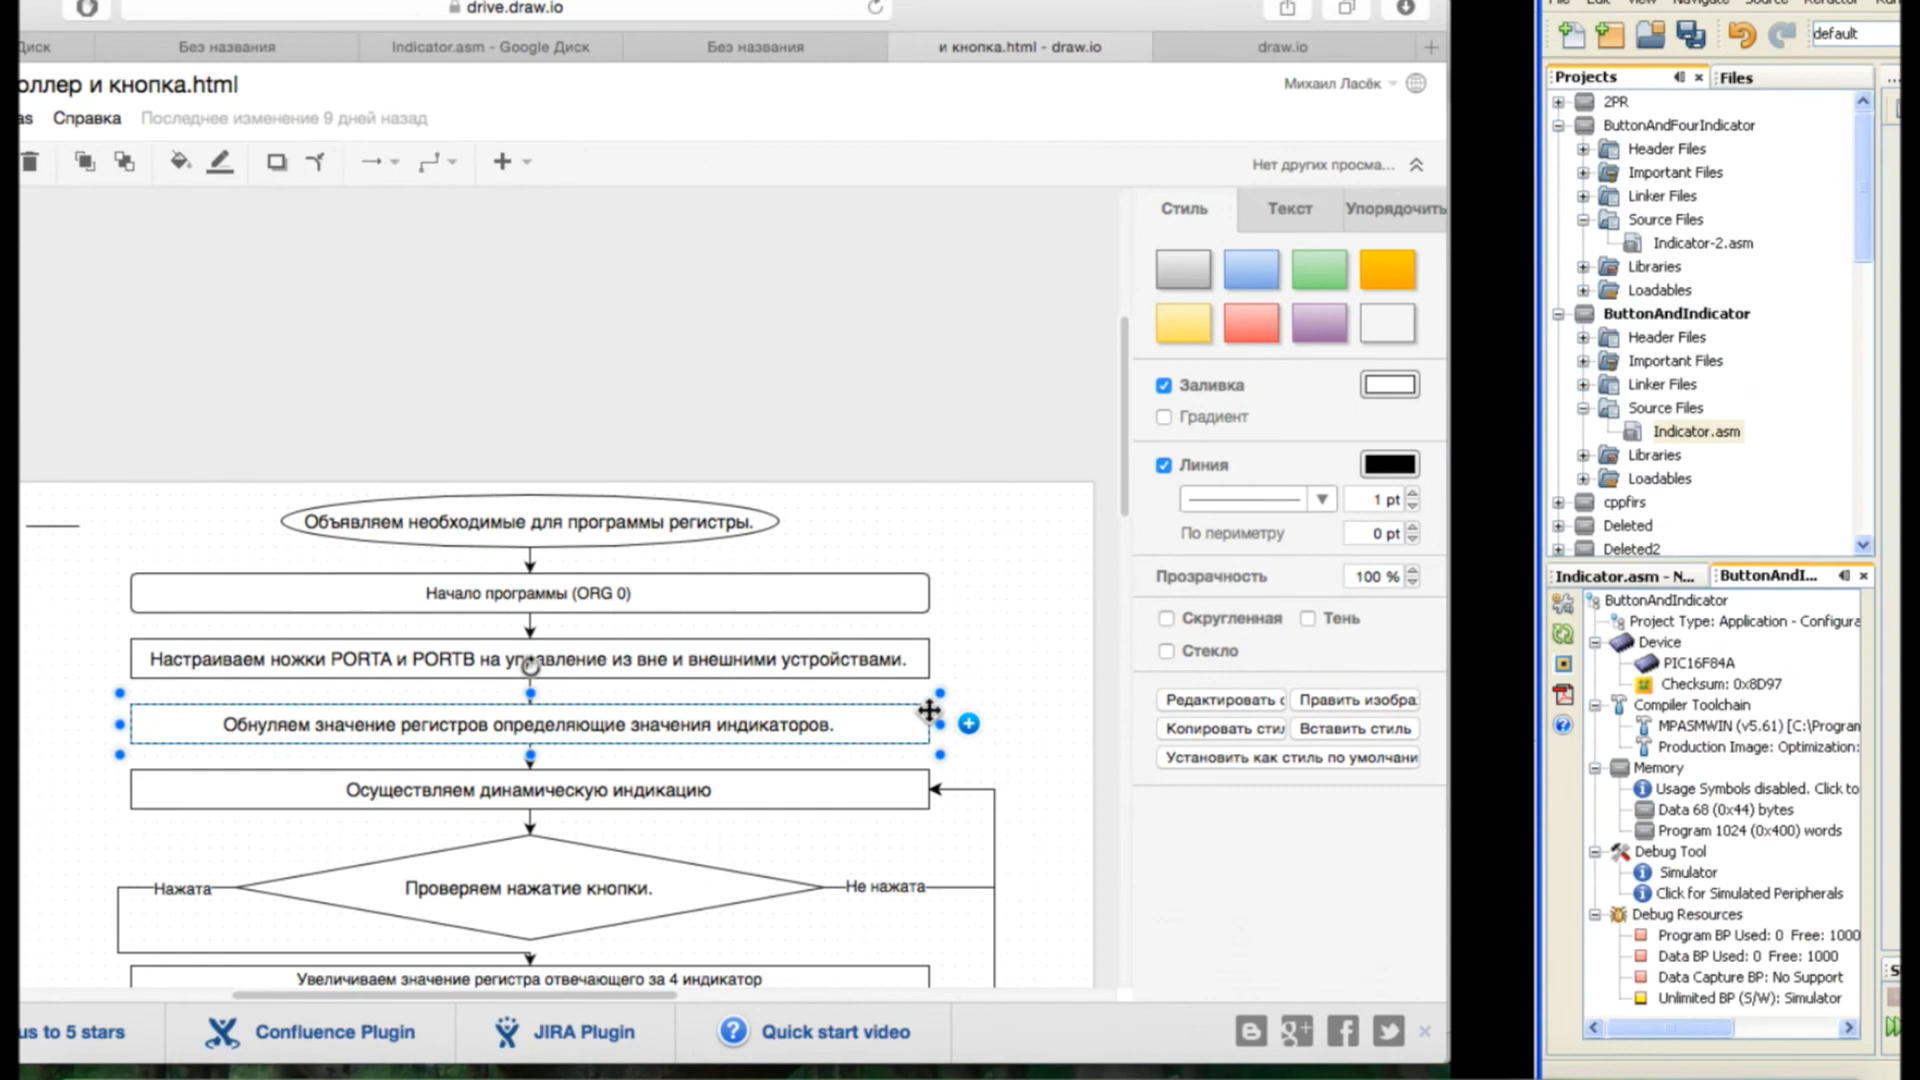 drive.draw.io
Диск
Без названия
Indicator.asm - Google Диск
Без названия
и кнопка.html - draw.io
draw.io
оллер и кнопка.html
Михаил Ласёк
as Справка Последнее изменение 9 дней назад
Нет других просма...
Стиль Текст Упорядочить
Заливка
Градиент
Линия
1 pt
По периметру 0 pt
Прозрачность 100 %
Скругленная Тень
Стекло
Редактировать с Править изобра
Копировать стил Вставить стиль
Установить как стиль по умолчани
Объявляем необходимые для программы регистры.
Начало программы (ORG 0)
Настраиваем ножки PORTA и PORTB на управление из вне и внешними устройствами.
Обнуляем значение регистров определяющие значения индикаторов.
Осуществляем динамическую индикацию
Нажата
Проверяем нажатие кнопки.
Не нажата
Увеличиваем значение регистра отвечающего за 4 индикатор
us to 5 stars
Confluence Plugin
JIRA Plugin
Quick start video
default
Projects Files
2PR
ButtonAndFourIndicator
Header Files
Important Files
Linker Files
Source Files
Indicator-2.asm
Libraries
Loadables
ButtonAndIndicator
Header Files
Important Files
Linker Files
Source Files
Indicator.asm
Libraries
Loadables
cppfirs
Deleted
Deleted2
Indicator.asm - N... ButtonAndI...
ButtonAndIndicator
Project Type: Application - Configura
Device
PIC16F84A
Checksum: 0x8D97
Compiler Toolchain
MPASMWIN (v5.61) [C:\Program
Production Image: Optimization:
Memory
Usage Symbols disabled. Click to
Data 68 (0x44) bytes
Program 1024 (0x400) words
Debug Tool
Simulator
Click for Simulated Peripherals
Debug Resources
Program BP Used: 0 Free: 1000
Data BP Used: 0 Free: 1000
Data Capture BP: No Support
Unlimited BP (S/W): Simulator